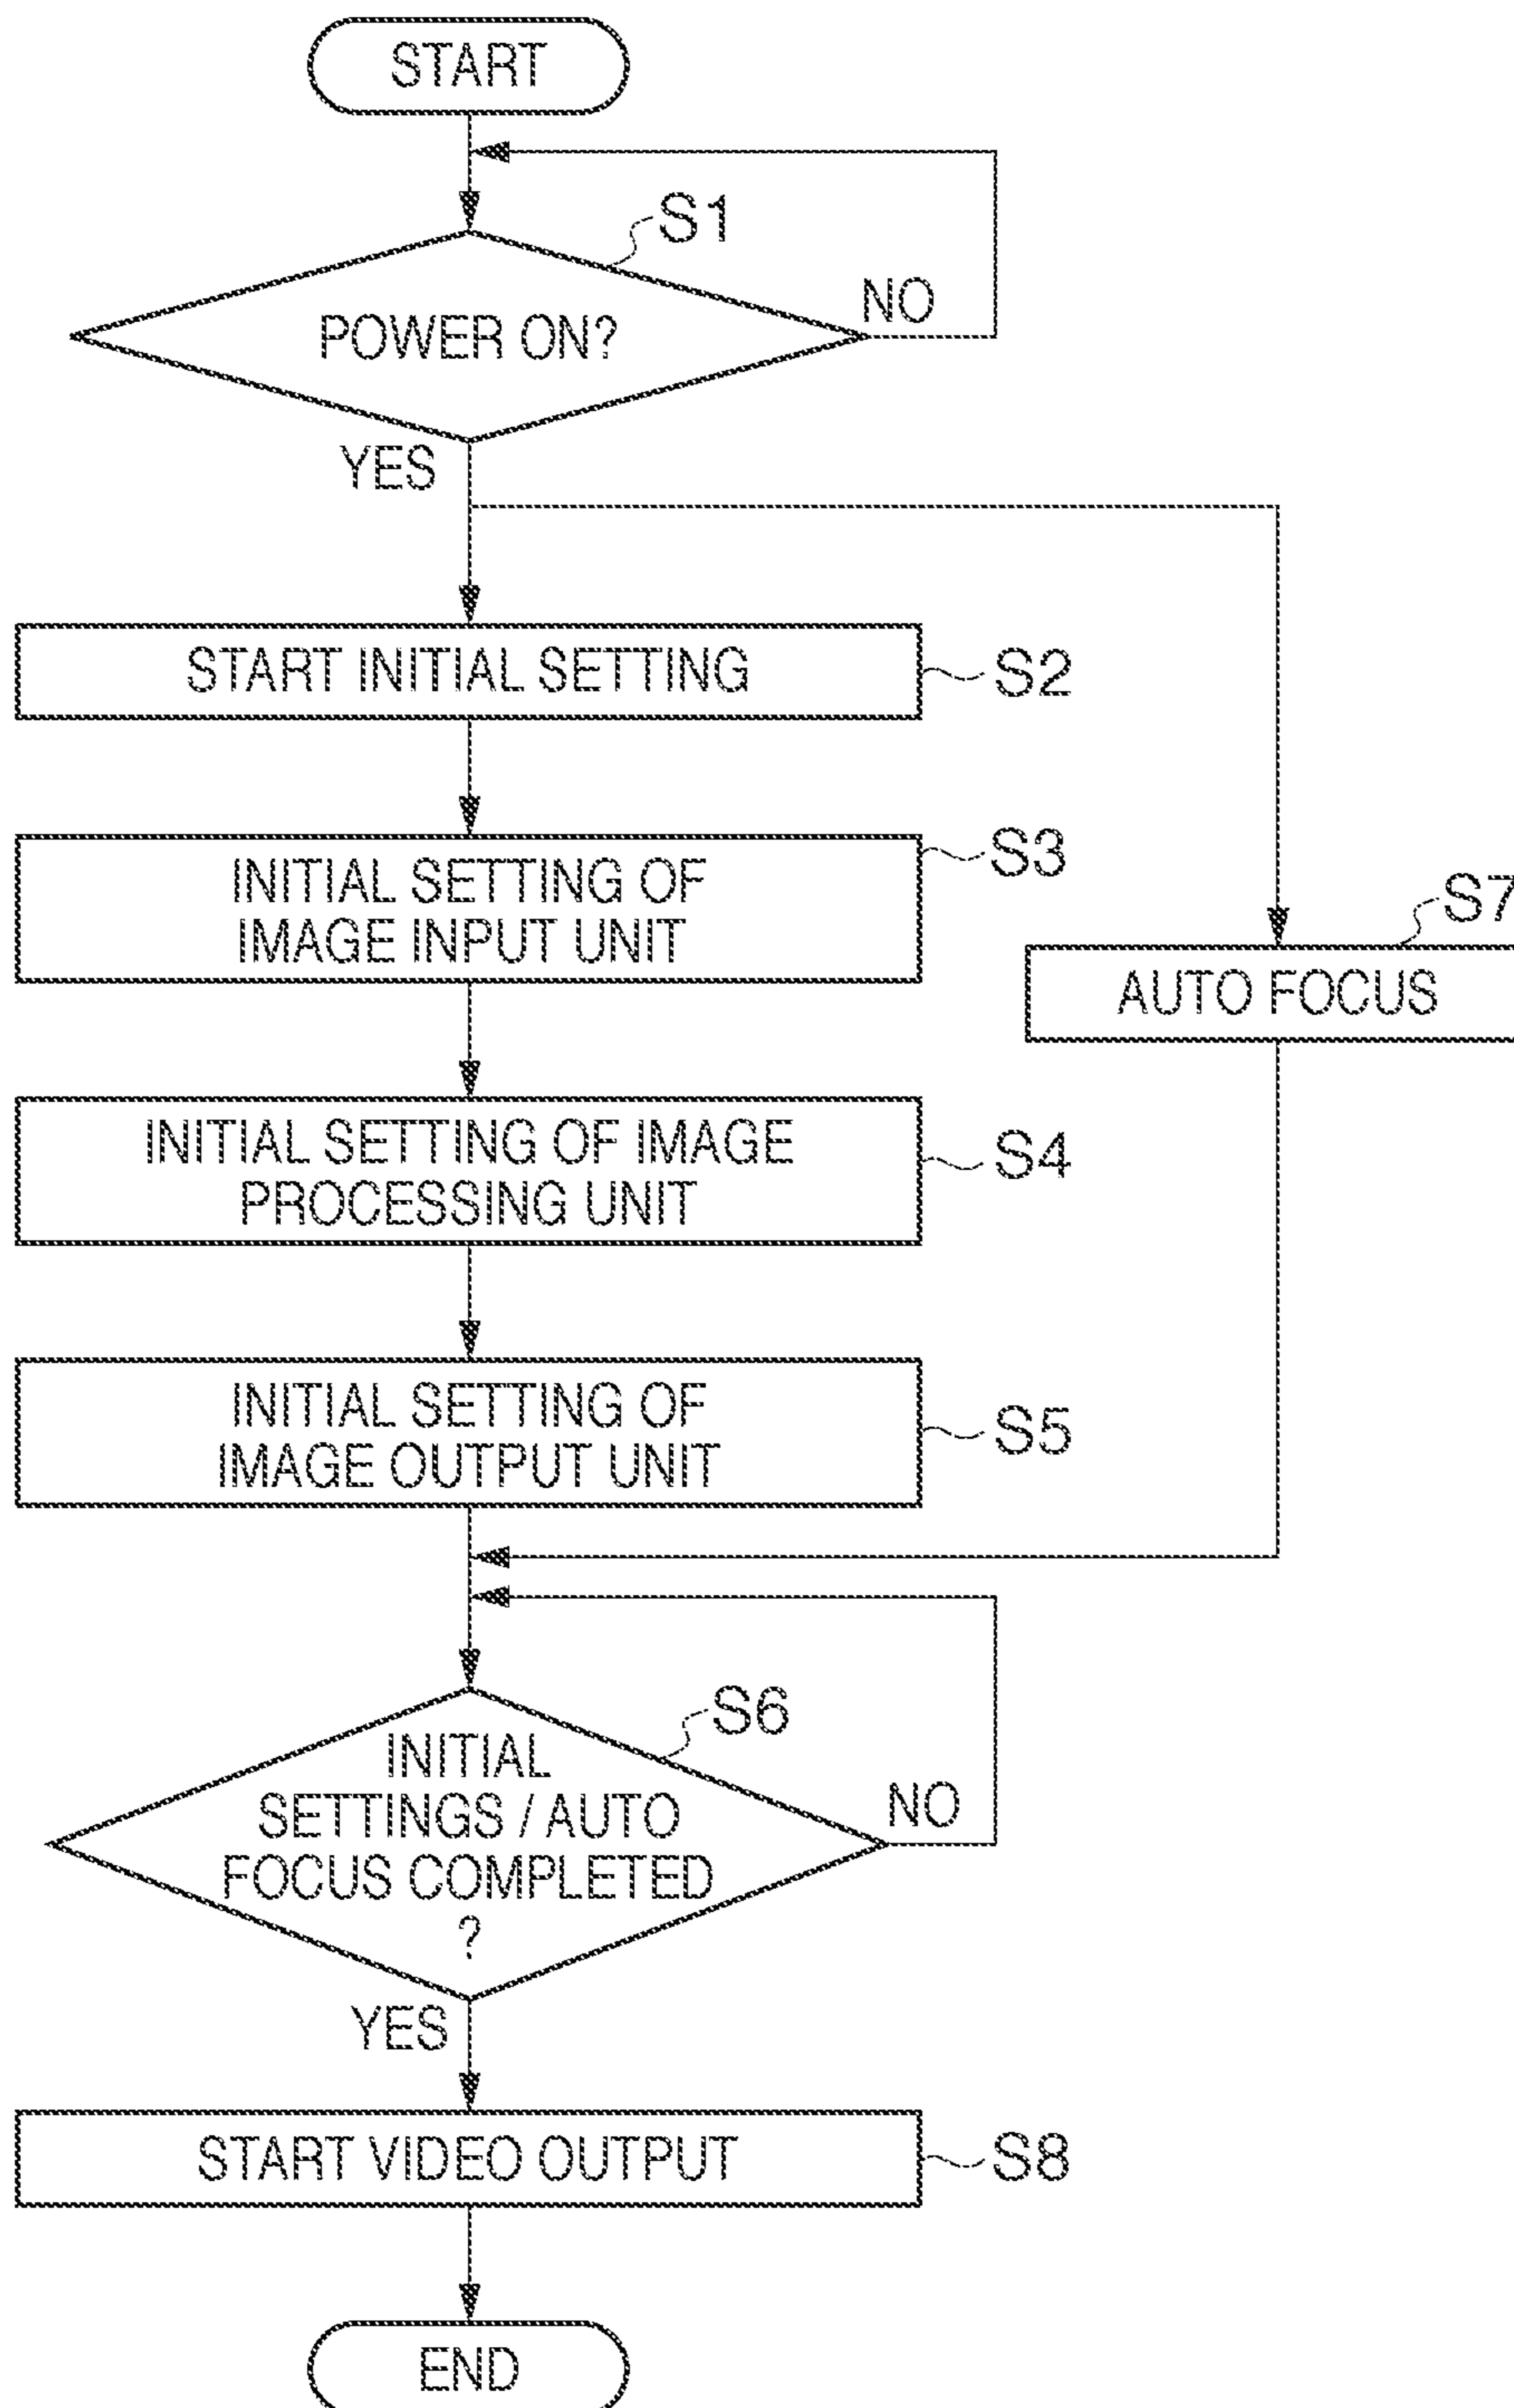 START
S1
NO
POWER ON?
YES
START INITIAL SETTING
S2
INITIAL SETTING OF
IMAGE INPUT UNIT
S3
S7
AUTO FOCUS
INITIAL SETTING OF IMAGE
PROCESSING UNIT
S4
INITIAL SETTING OF
IMAGE OUTPUT UNIT
S5
S6
INITIAL
SETTINGS / AUTO
FOCUS COMPLETED
?
NO
YES
START VIDEO OUTPUT
S8
END